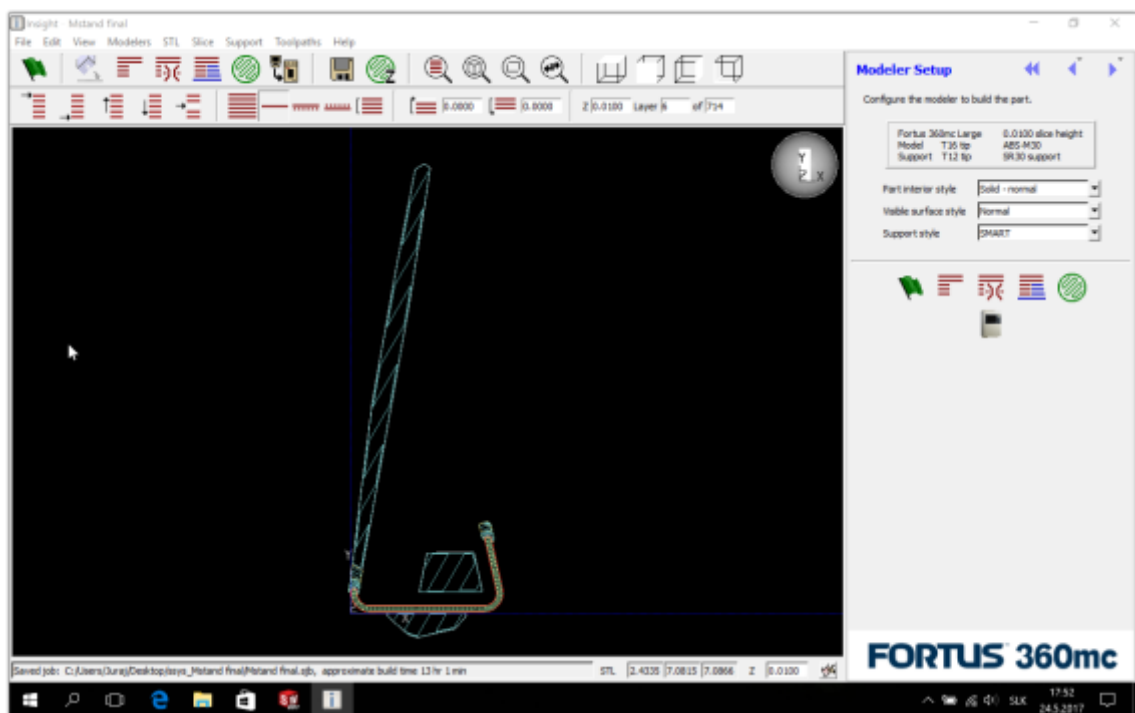 Insight - Mstand final
File Edit View Modelers STL Slice Support Toolpaths Help
0.0000 0.0000 Z 0.0100 Layer 6 of 714
Modeler Setup
Configure the modeler to build the part.
Fortus 360mc Large 0.0100 slice height
Model T16 tip ABS-M30
Support T12 tip SR30 support
Part interior style Solid - normal
Visible surface style Normal
Support style SMART
Y
Z X
Y
X
FORTUS 360mc
Saved job: C:/Users/Juraj/Desktop/ssys_Mstand final/Mstand final.sjb, approximate build time 13 hr 1 min STL 2.4335 7.0815 7.0866 Z 0.0100
SLK 17:52
24.5.2017